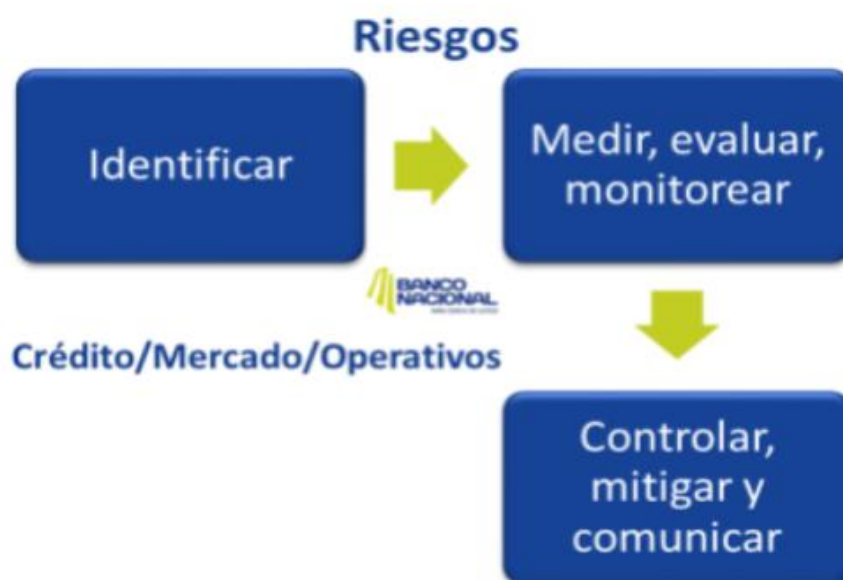 Riesgos
Identificar
Medir, evaluar,
monitorear
BANCO
NACIONAL
Crédito/Mercado/Operativos
Controlar,
mitigar y
comunicar